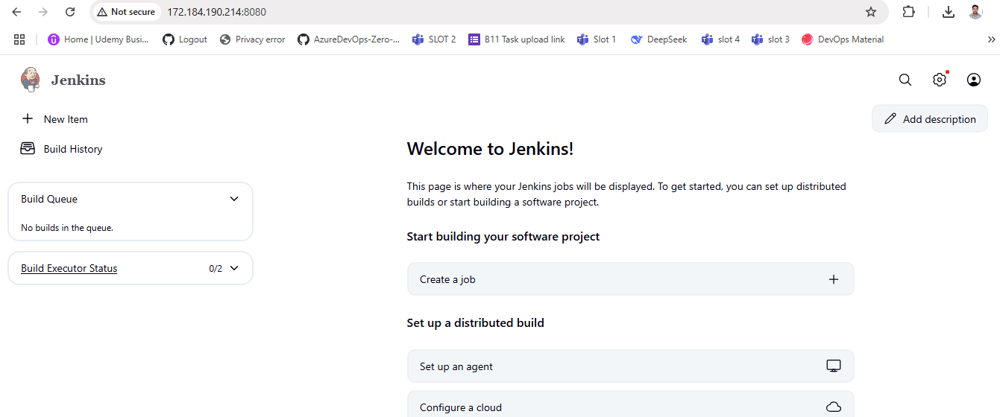 Not secure 172.184.190.214:8080
Home | Udemy Busi... Logout Privacy error AzureDevOps-Zero-... SLOT 2 B11 Task upload link Slot 1 DeepSeek slot 4 slot 3 DevOps Material
Jenkins
New Item
Build History
Build Queue
No builds in the queue.
Build Executor Status 0/2
Add description
Welcome to Jenkins!
This page is where your Jenkins jobs will be displayed. To get started, you can set up distributed
builds or start building a software project.
Start building your software project
Create a job
Set up a distributed build
Set up an agent
Configure a cloud